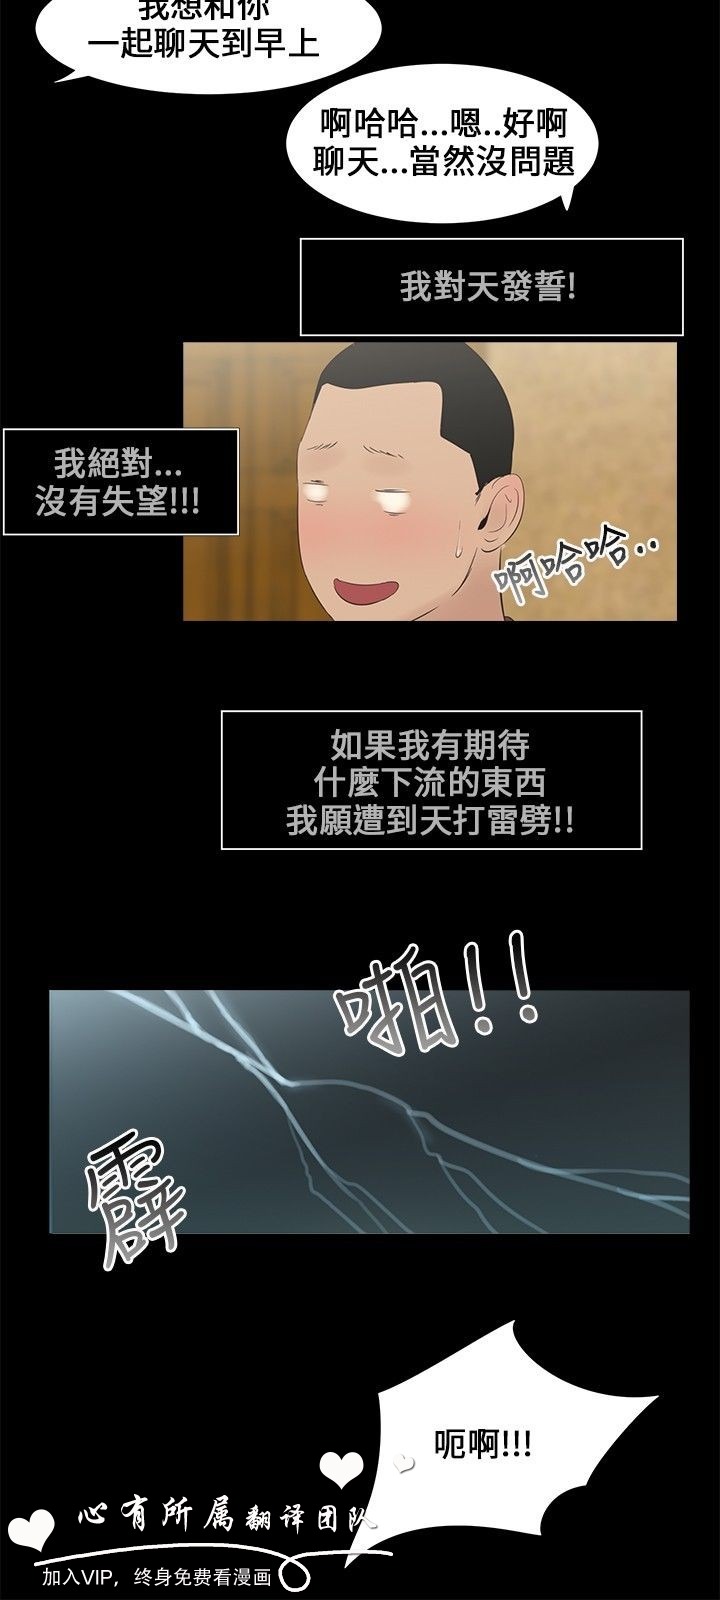 我想和你
一起聊天到早上
啊哈哈...嗯..好啊
聊天...當然沒問題
我對天發誓!
我絕對...
沒有失望!!!
啊哈哈..
如果我有期待
什麼下流的東西
我願遭到天打雷劈!!
啪!!
霹
呃啊!!!
心有所属翻译团队
加入VIP，终身免费看漫画